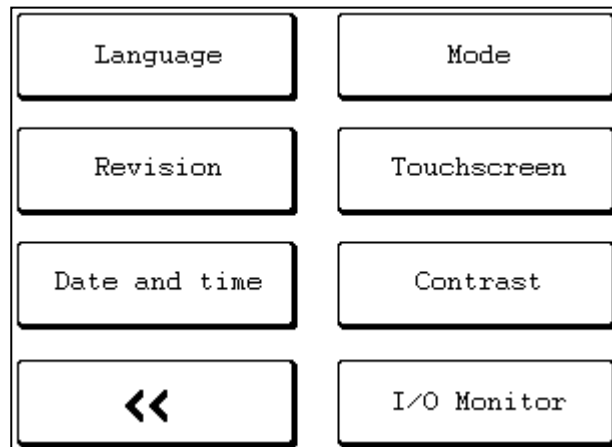 Language
Mode
Revision
Touchscreen
Date and time
Contrast
<<
I/O Monitor